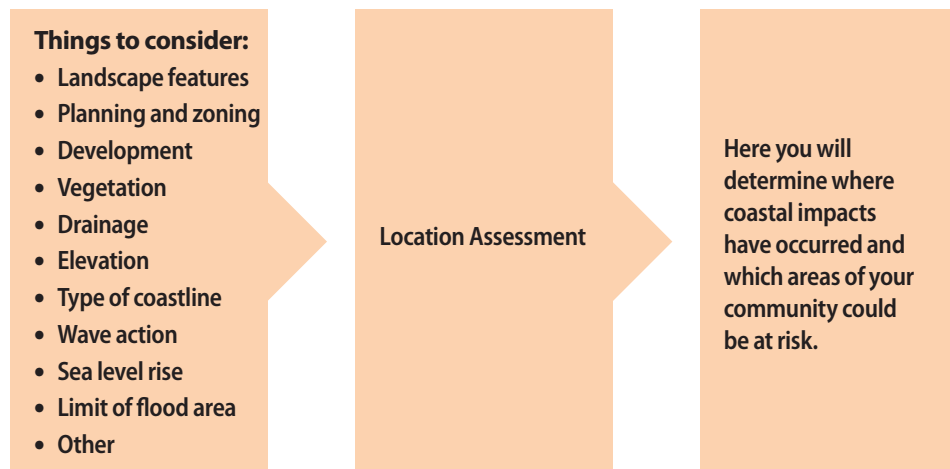 Things to consider:
• Landscape features
• Planning and zoning
• Development
• Vegetation
• Drainage
• Elevation
• Type of coastline
• Wave action
• Sea level rise
• Limit of flood area
• Other
Location Assessment
Here you will
determine where
coastal impacts
have occurred and
which areas of your
community could
be at risk.